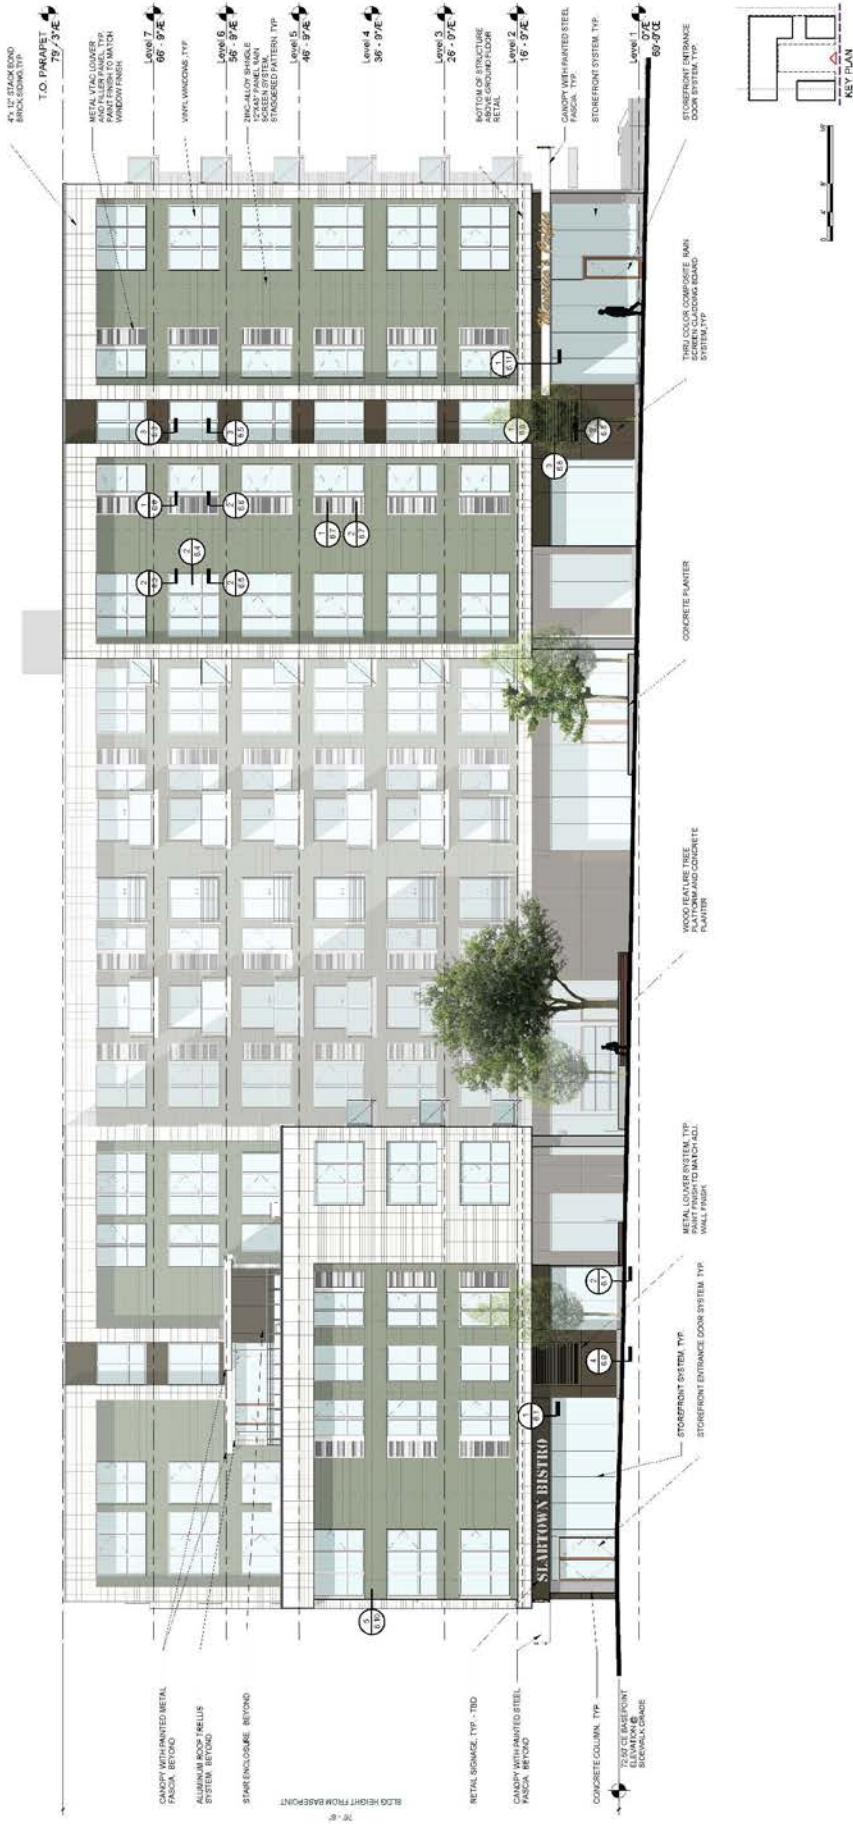 4"x 12" STACK BOND
BRICK SIDING, TYP.
T.O. PARAPET
79' - 3"Æ
METAL VTAC LOUVER
AND FILLER PANEL, TYP.
PAINT FINISH TO MATCH
WINDOW FINISH.
Level 7
66' - 9"Æ
VINYL WINDOWS, TYP
Level 6
56' - 9"Æ
ZINC-ALLOY SHINGLE
12"X48" PANEL RAIN
SCREEN SYSTEM,
STAGGERED PATTERN, TYP
Level 5
46' - 9"Æ
Level 4
36' - 9"Æ
Level 3
26' - 9"Æ
BOTTOM OF STRUCTURE
ABOVE GROUND FLOOR
RETAIL
Level 2
16' - 9"Æ
CANOPY WITH PAINTED STEEL
FASCIA, TYP.
STOREFRONT SYSTEM, TYP.
Level 1
STOREFRONT ENTRANCE
DOOR SYSTEM, TYP.
KEY PLAN
THRU COLOR COMPOSITE RAIN
SCREEN CLADDING BOARD
SYSTEM, TYP
CONCRETE PLANTER
WOOD FEATURE TREE
PLATFORM AND CONCRETE
PLANTER
METAL LOUVER SYSTEM, TYP
PAINT FINISH TO MATCH ADJ.
WALL FINISH.
STOREFRONT SYSTEM, TYP.
STOREFRONT ENTRANCE DOOR SYSTEM, TYP.
SLABTOWN BISTRO
CANOPY WITH PAINTED METAL
FASCIA, BEYOND
ALUMINUM ROOF TRELLIS
SYSTEM, BEYOND
STAIR ENCLOSURE, BEYOND
BLDG HEIGHT FROM BASEPOINT
76' - 8"
RETAIL SIGNAGE, TYP. - TBD
CANOPY WITH PAINTED STEEL
FASCIA, BEYOND
CONCRETE COLUMN, TYP.
BASEPOINT
ELEVATION @
SIDEWALK GRADE